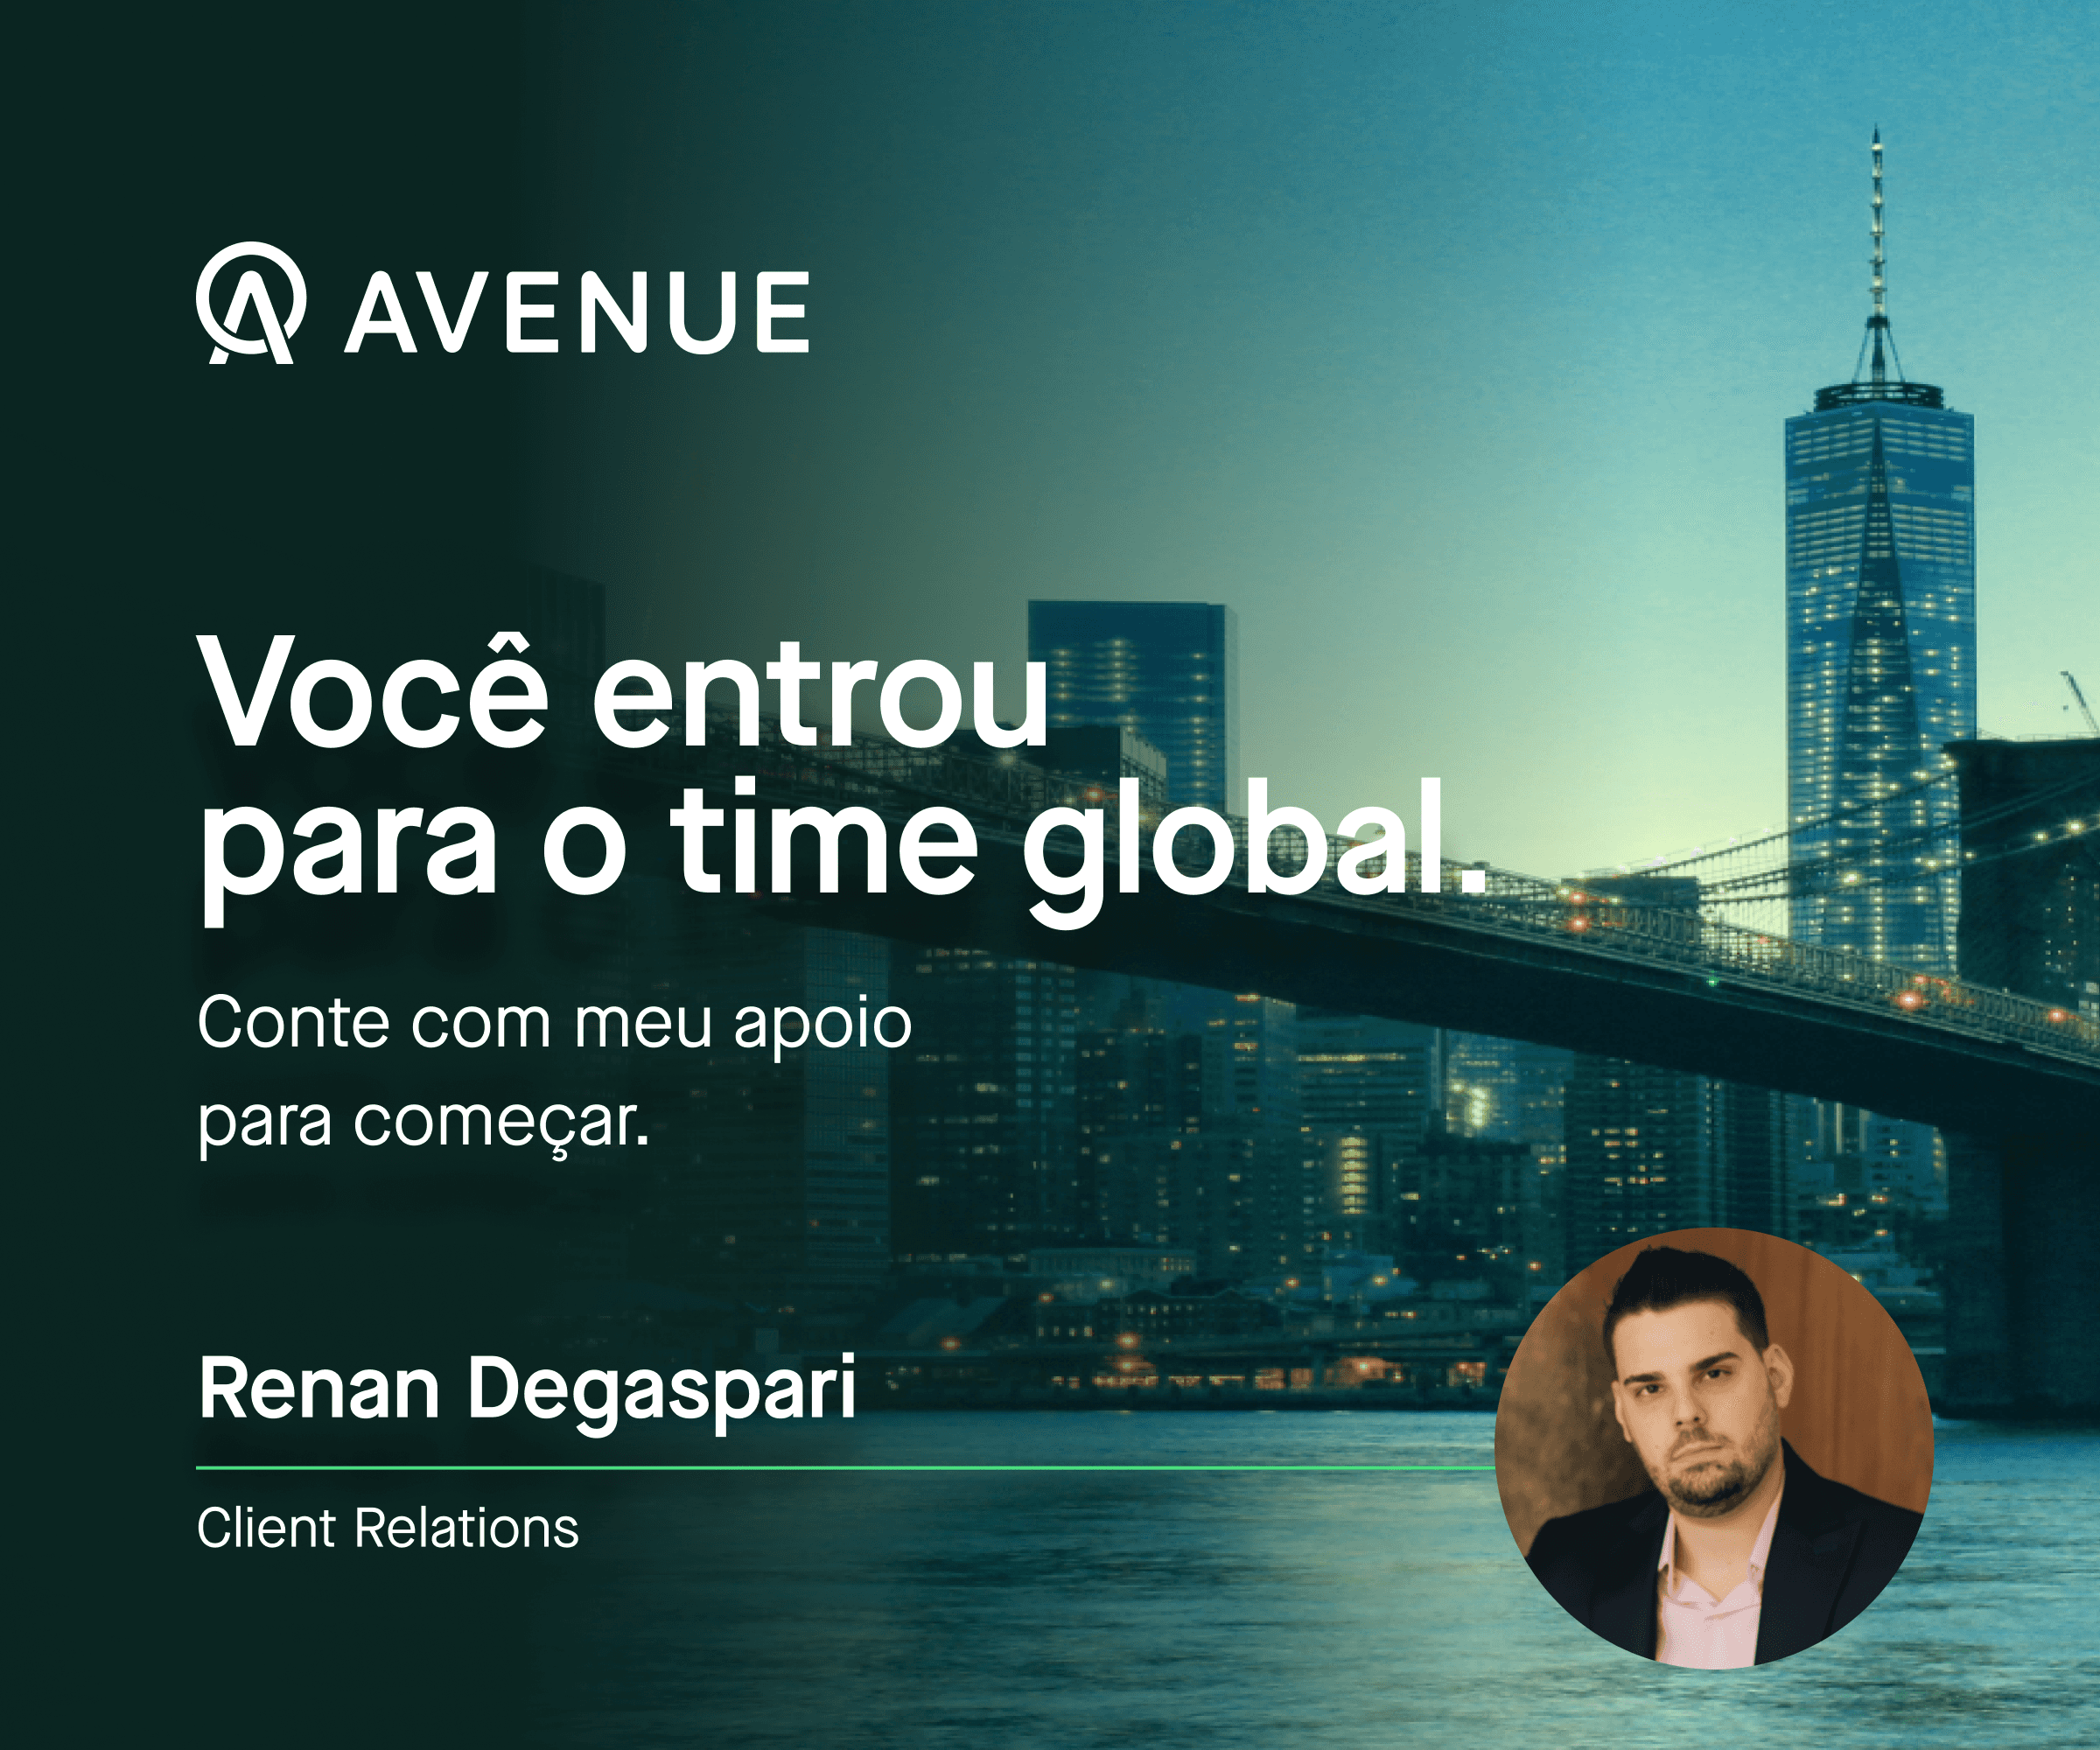 AVENUE
Você entrou
para o time global.
Conte com meu apoio
para começar.
Renan Degaspari
Client Relations